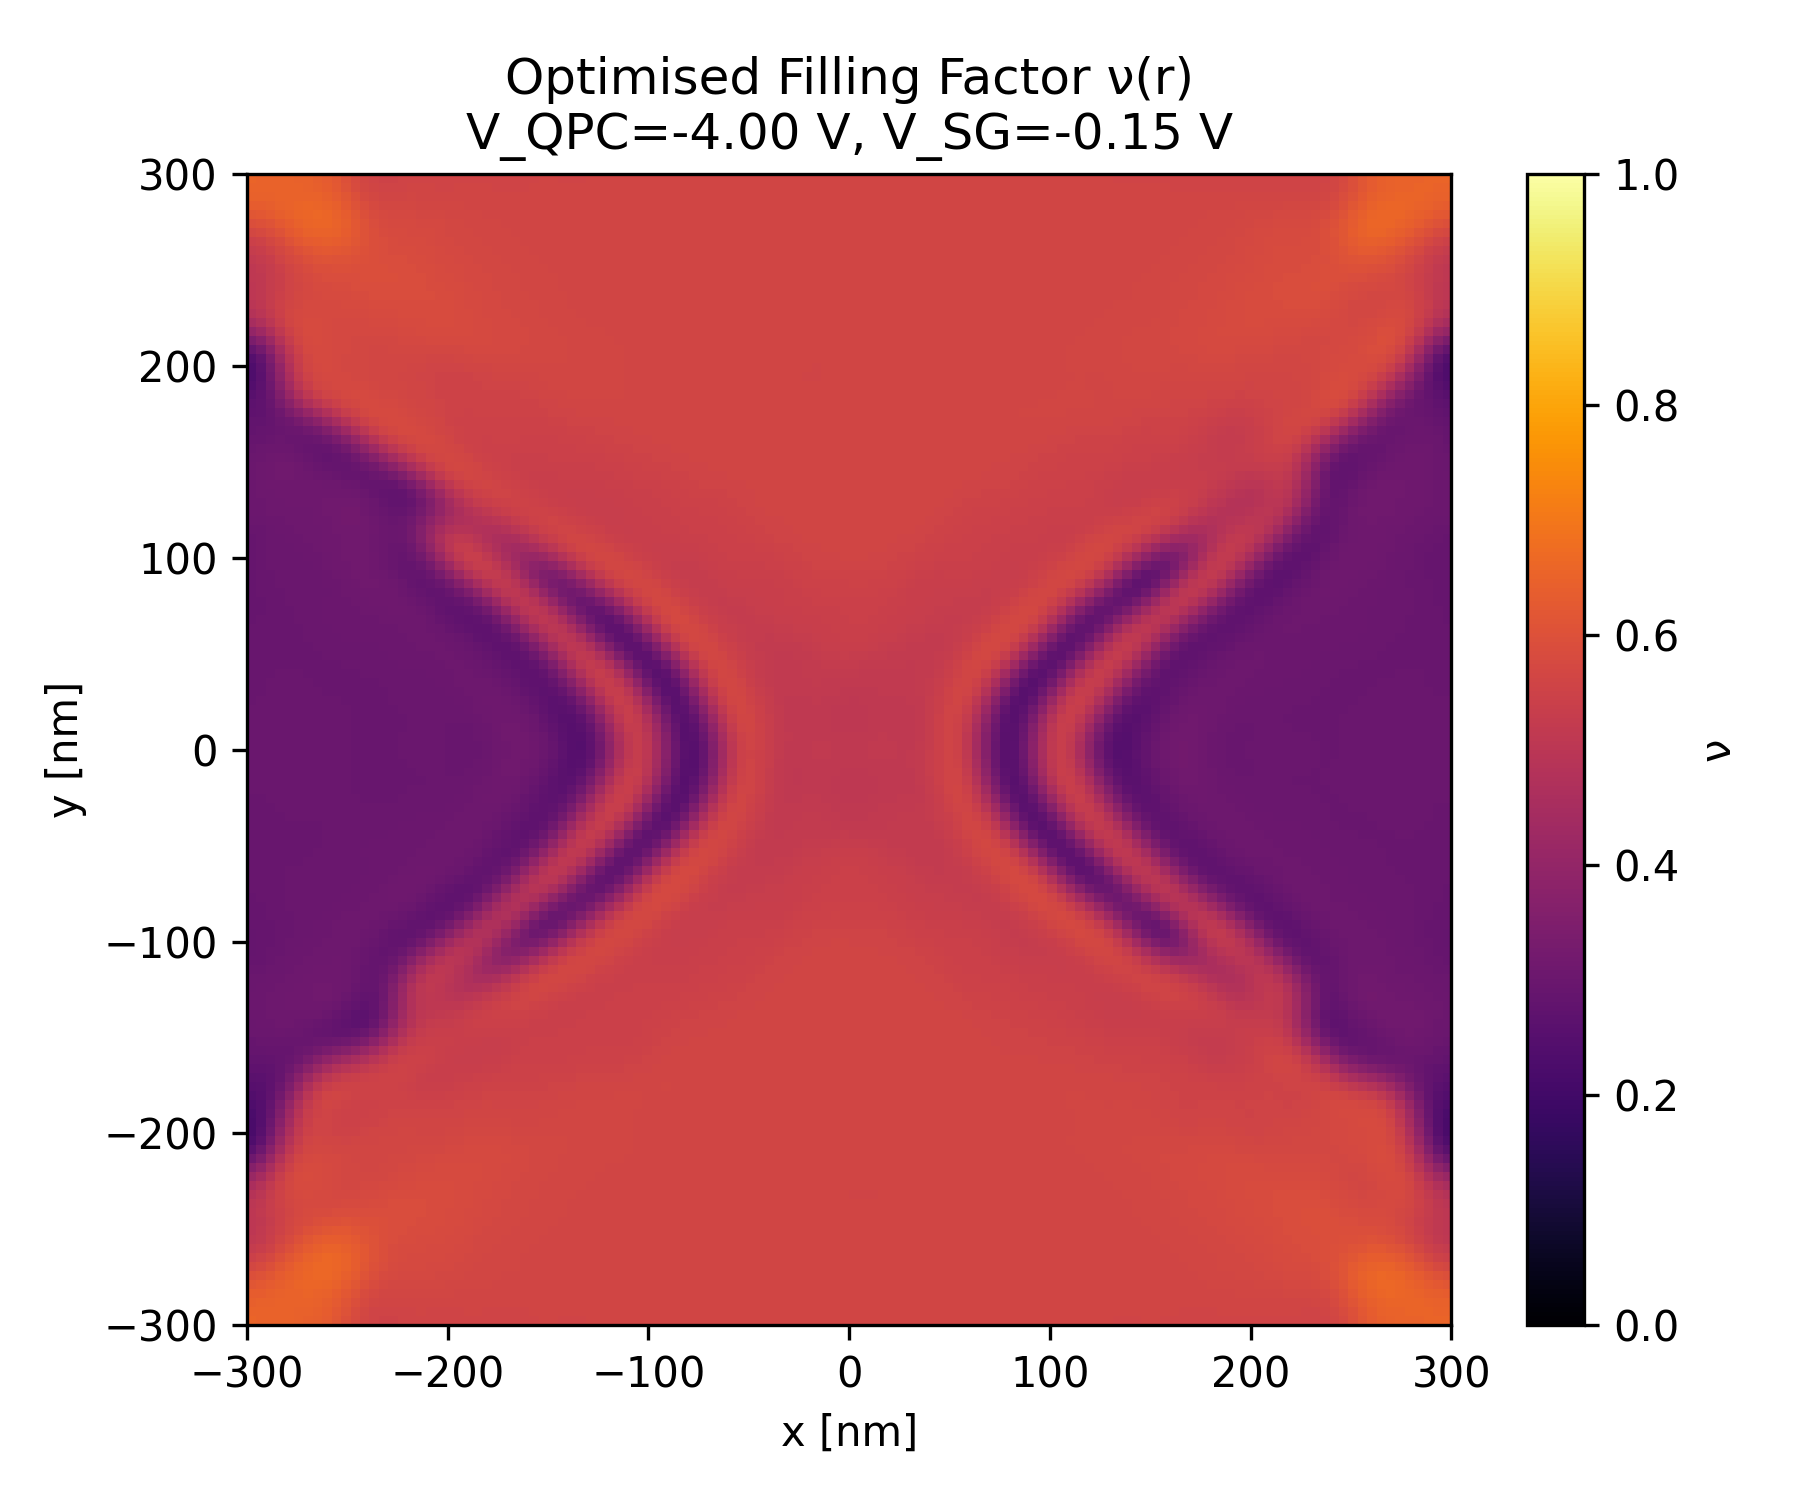 Optimised Filling Factor ν(r)
V_QPC=-4.00 V, V_SG=-0.15 V
300
200
100
0
−100
−200
−300
y [nm]
−300 −200 −100 0 100 200 300
x [nm]
1.0
0.8
0.6
0.4
0.2
0.0
ν